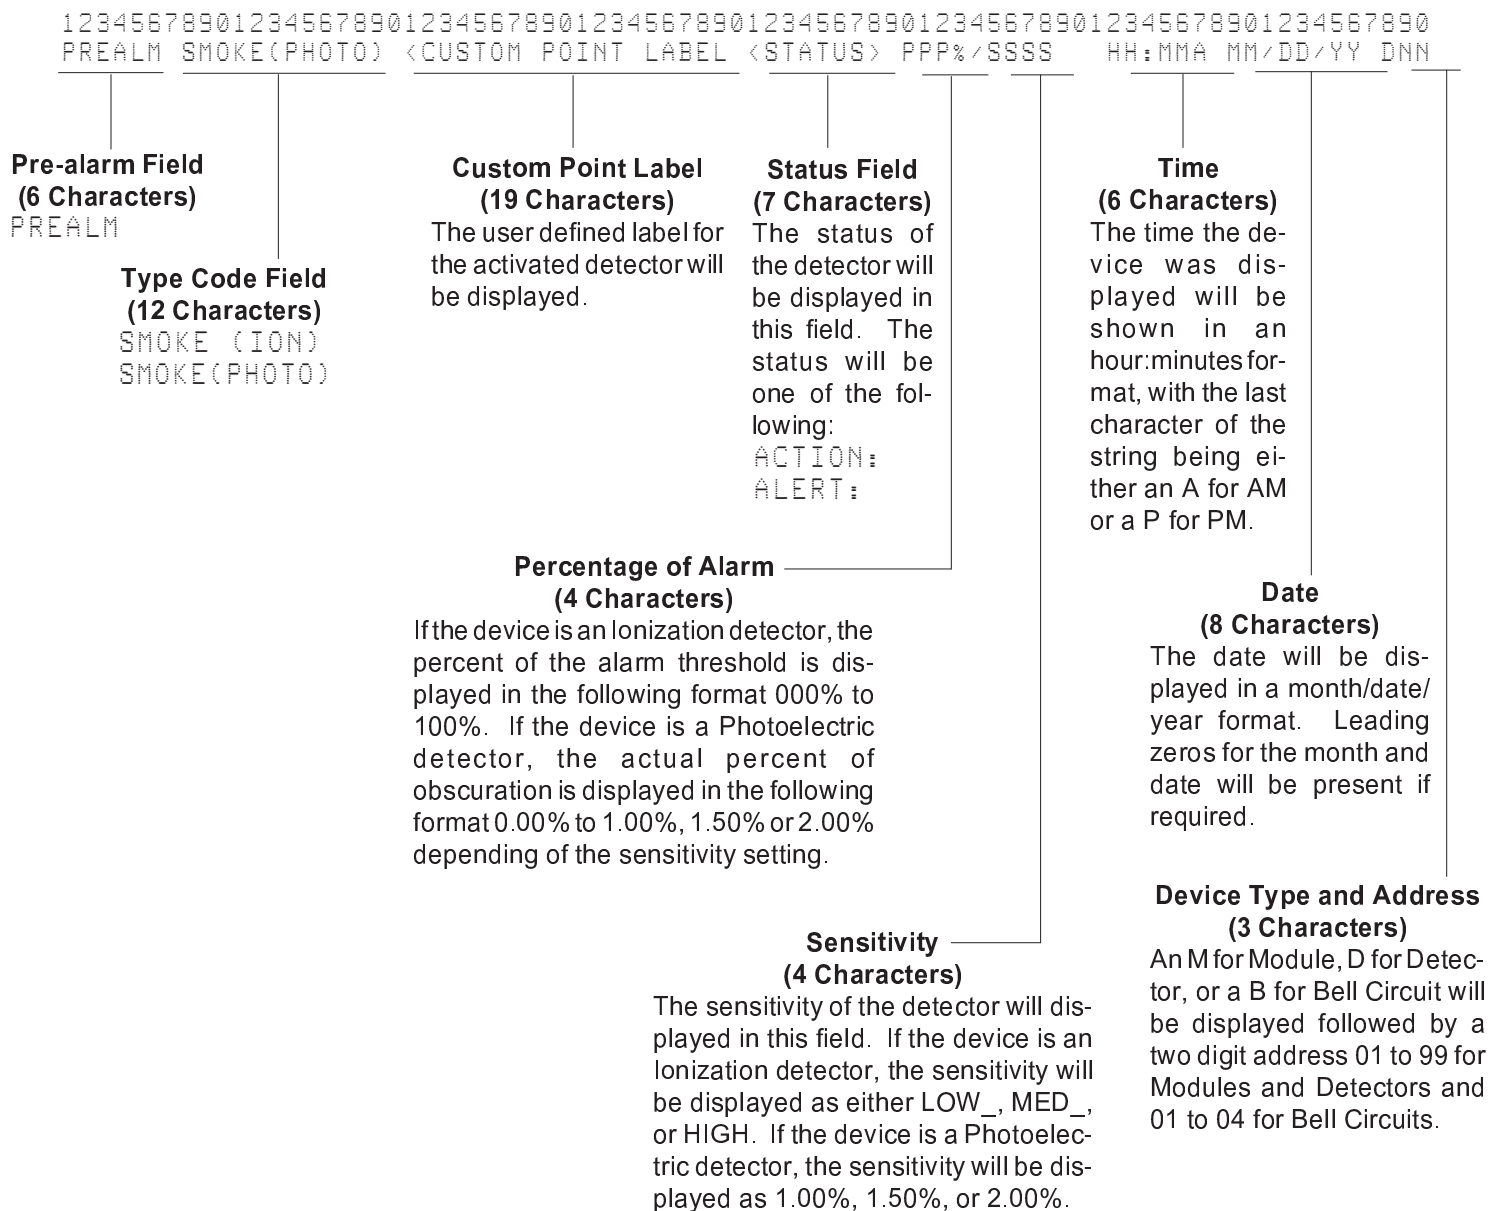 12345678901234567890123456789012345678901234567890123456789012345678901234567890
PREALM SMOKE(PHOTO) <CUSTOM POINT LABEL <STATUS> PPP%/SSSS HH:MMA MM/DD/YY DNN
Pre-alarm Field
(6 Characters)
PREALM
Type Code Field
(12 Characters)
SMOKE (ION)
SMOKE(PHOTO)
Custom Point Label
(19 Characters)
The user defined label for
the activated detector will
be displayed.
Status Field
(7 Characters)
The status of
the detector will
be displayed in
this field. The
status will be
one of the fol-
lowing:
ACTION:
ALERT:
Time
(6 Characters)
The time the de-
vice was dis-
played will be
shown in an
hour:minutes for-
mat, with the last
character of the
string being ei-
ther an A for AM
or a P for PM.
Percentage of Alarm
(4 Characters)
If the device is an Ionization detector, the
percent of the alarm threshold is dis-
played in the following format 000% to
100%. If the device is a Photoelectric
detector, the actual percent of
obscuration is displayed in the following
format 0.00% to 1.00%, 1.50% or 2.00%
depending of the sensitivity setting.
Date
(8 Characters)
The date will be dis-
played in a month/date/
year format. Leading
zeros for the month and
date will be present if
required.
Sensitivity
(4 Characters)
The sensitivity of the detector will dis-
played in this field. If the device is an
Ionization detector, the sensitivity will
be displayed as either LOW_, MED_,
or HIGH. If the device is a Photoelec-
tric detector, the sensitivity will be dis-
played as 1.00%, 1.50%, or 2.00%.
Device Type and Address
(3 Characters)
An M for Module, D for Detec-
tor, or a B for Bell Circuit will
be displayed followed by a
two digit address 01 to 99 for
Modules and Detectors and
01 to 04 for Bell Circuits.